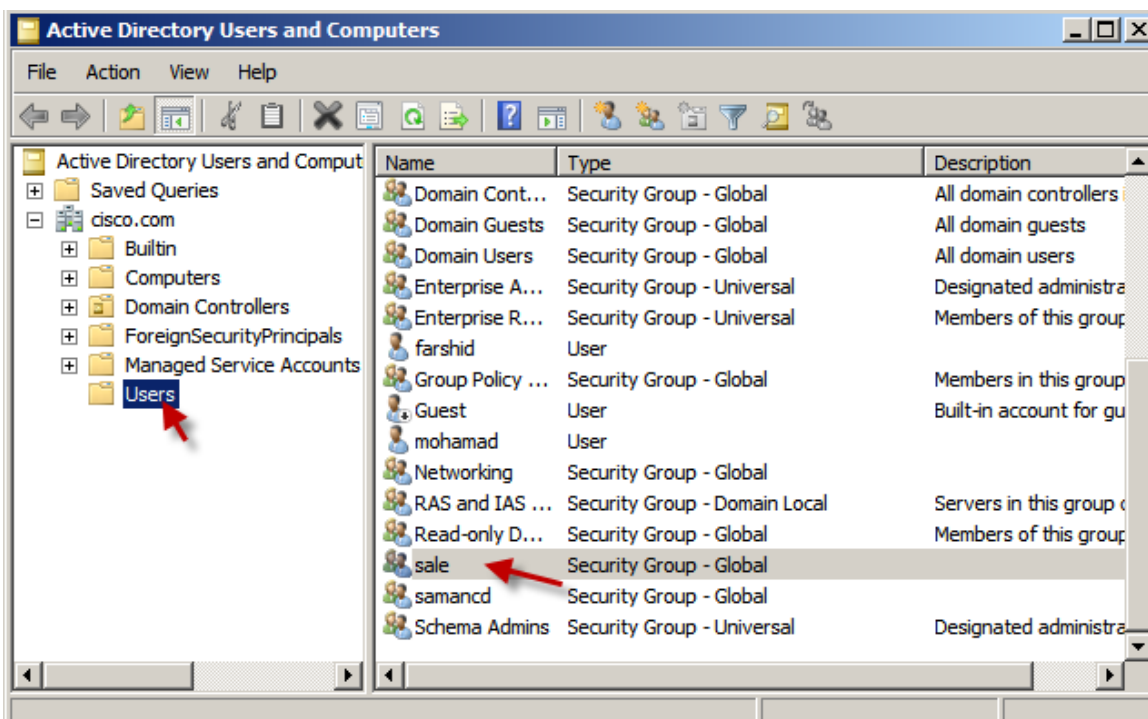 Active Directory Users and Computers
File Action View Help
Active Directory Users and Comput
Saved Queries
cisco.com
Builtin
Computers
Domain Controllers
ForeignSecurityPrincipals
Managed Service Accounts
Users
Name Type Description
Domain Cont... Security Group - Global All domain controllers
Domain Guests Security Group - Global All domain guests
Domain Users Security Group - Global All domain users
Enterprise A... Security Group - Universal Designated administra
Enterprise R... Security Group - Universal Members of this group
farshid User
Group Policy ... Security Group - Global Members in this group
Guest User Built-in account for gu
mohamad User
Networking Security Group - Global
RAS and IAS ... Security Group - Domain Local Servers in this group
Read-only D... Security Group - Global Members of this group
sale Security Group - Global
samancd Security Group - Global
Schema Admins Security Group - Universal Designated administra